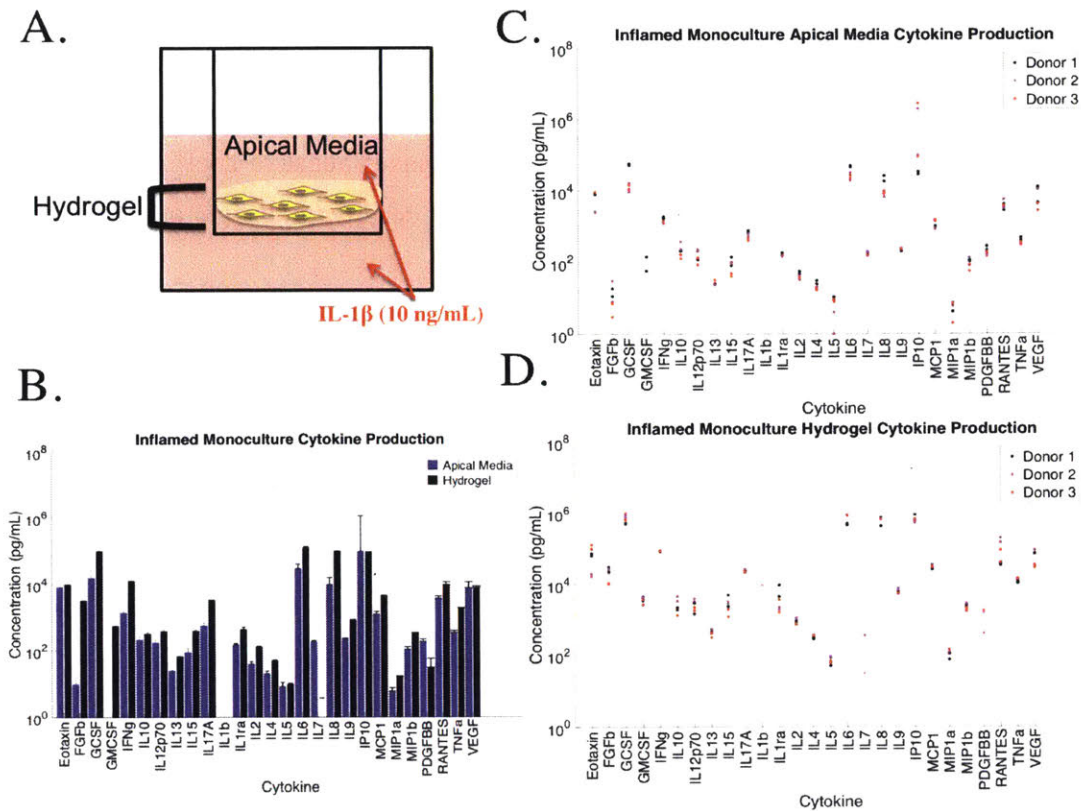 A.
Apical Media
Hydrogel
IL-1β (10 ng/mL)
B.
Inflamed Monoculture Cytokine Production
Apical Media
Hydrogel
Concentration (pg/mL)
10^8
10^6
10^4
10^2
10^0
Eotaxin
FGFb
GCSF
GMCSF
IFNg
IL10
IL12p70
IL13
IL15
IL17A
IL1b
IL1ra
IL2
IL4
IL5
IL6
IL7
IL8
IL9
IP10
MCP1
MIP1a
MIP1b
PDGFBB
RANTES
TNFa
VEGF
Cytokine
C.
Inflamed Monoculture Apical Media Cytokine Production
Donor 1
Donor 2
Donor 3
Concentration (pg/mL)
10^8
10^6
10^4
10^2
10^0
Eotaxin
FGFb
GCSF
GMCSF
IFNg
IL10
IL12p70
IL13
IL15
IL17A
IL1b
IL1ra
IL2
IL4
IL5
IL6
IL7
IL8
IL9
IP10
MCP1
MIP1a
MIP1b
PDGFBB
RANTES
TNFa
VEGF
Cytokine
D.
Inflamed Monoculture Hydrogel Cytokine Production
Donor 1
Donor 2
Donor 3
Concentration (pg/mL)
10^8
10^6
10^4
10^2
10^0
Eotaxin
FGFb
GCSF
GMCSF
IFNg
IL10
IL12p70
IL13
IL15
IL17A
IL1b
IL1ra
IL2
IL4
IL5
IL6
IL7
IL8
IL9
IP10
MCP1
MIP1a
MIP1b
PDGFBB
RANTES
TNFa
VEGF
Cytokine